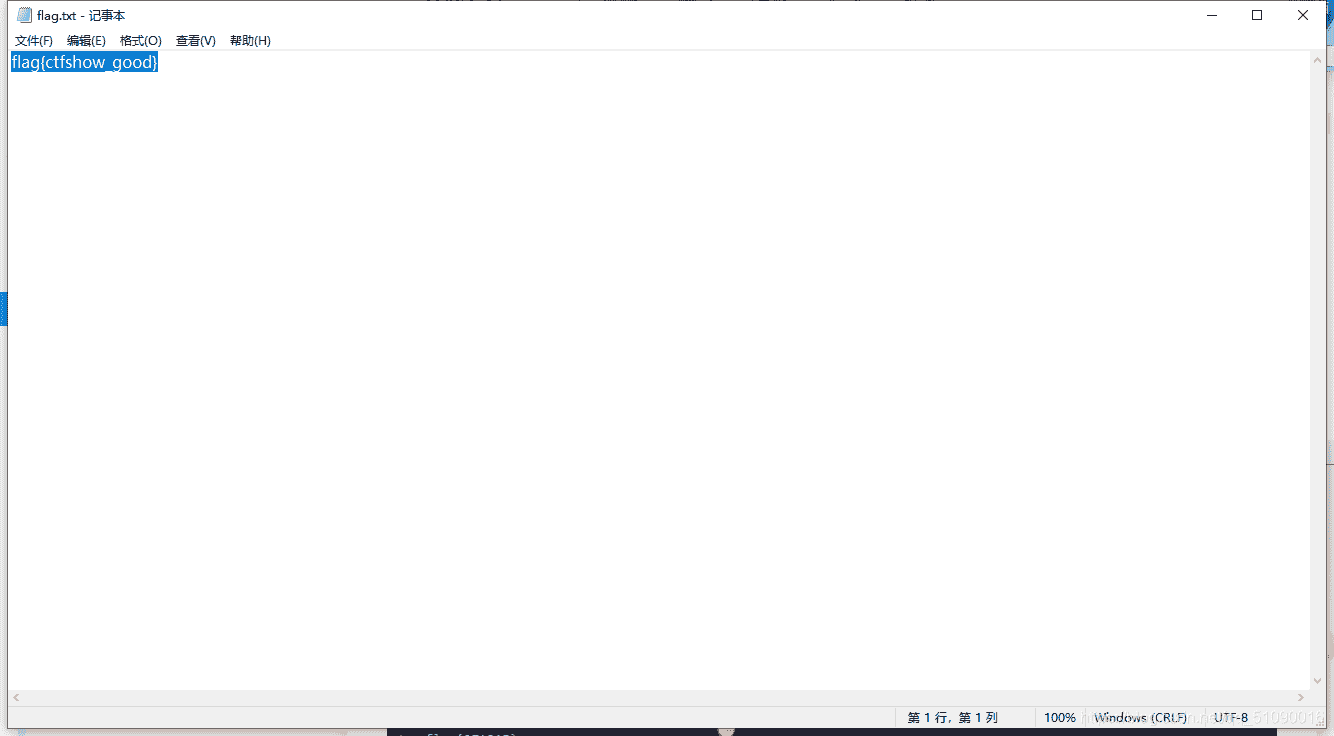 flag.txt - 记事本
文件(F) 编辑(E) 格式(O) 查看(V) 帮助(H)
flag{ctfshow_good}
第 1 行，第 1 列 100% Windows (CRLF) UTF-8